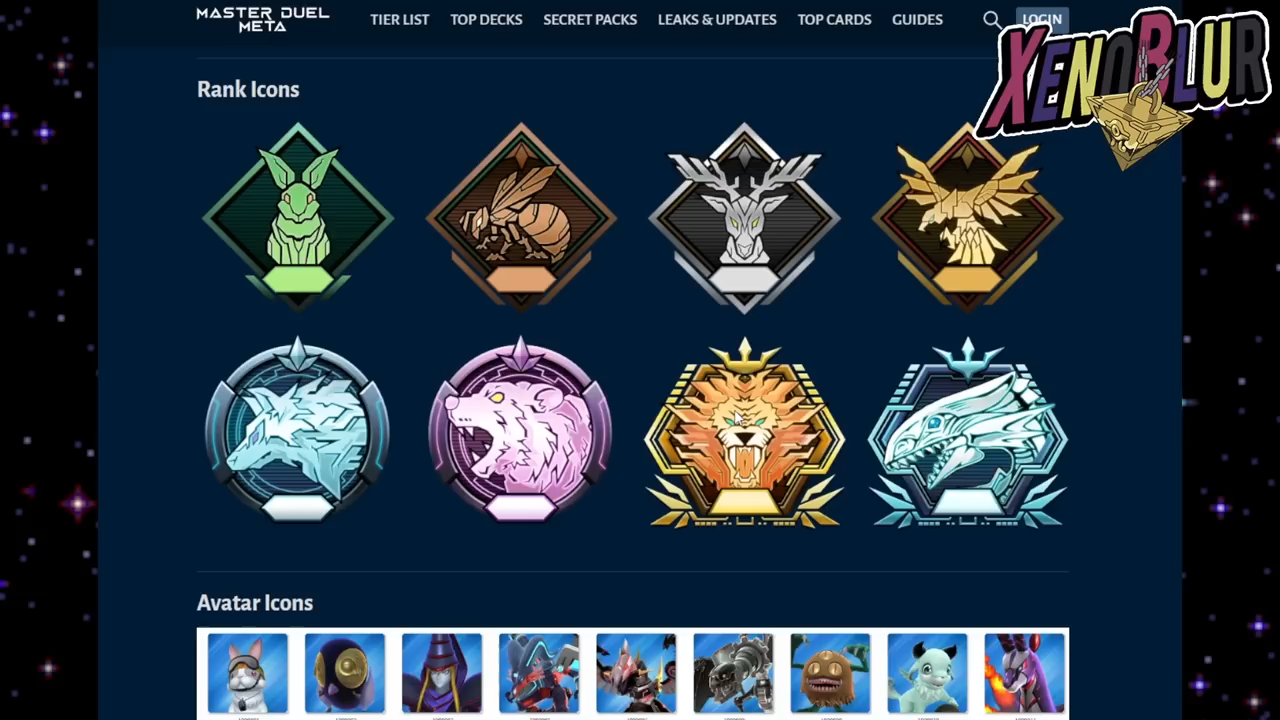 MASTER DUEL
META
TIER LIST
TOP DECKS
SECRET PACKS
LEAKS & UPDATES
TOP CARDS
GUIDES
LOGIN
XENOBLUR
Rank Icons
Avatar Icons